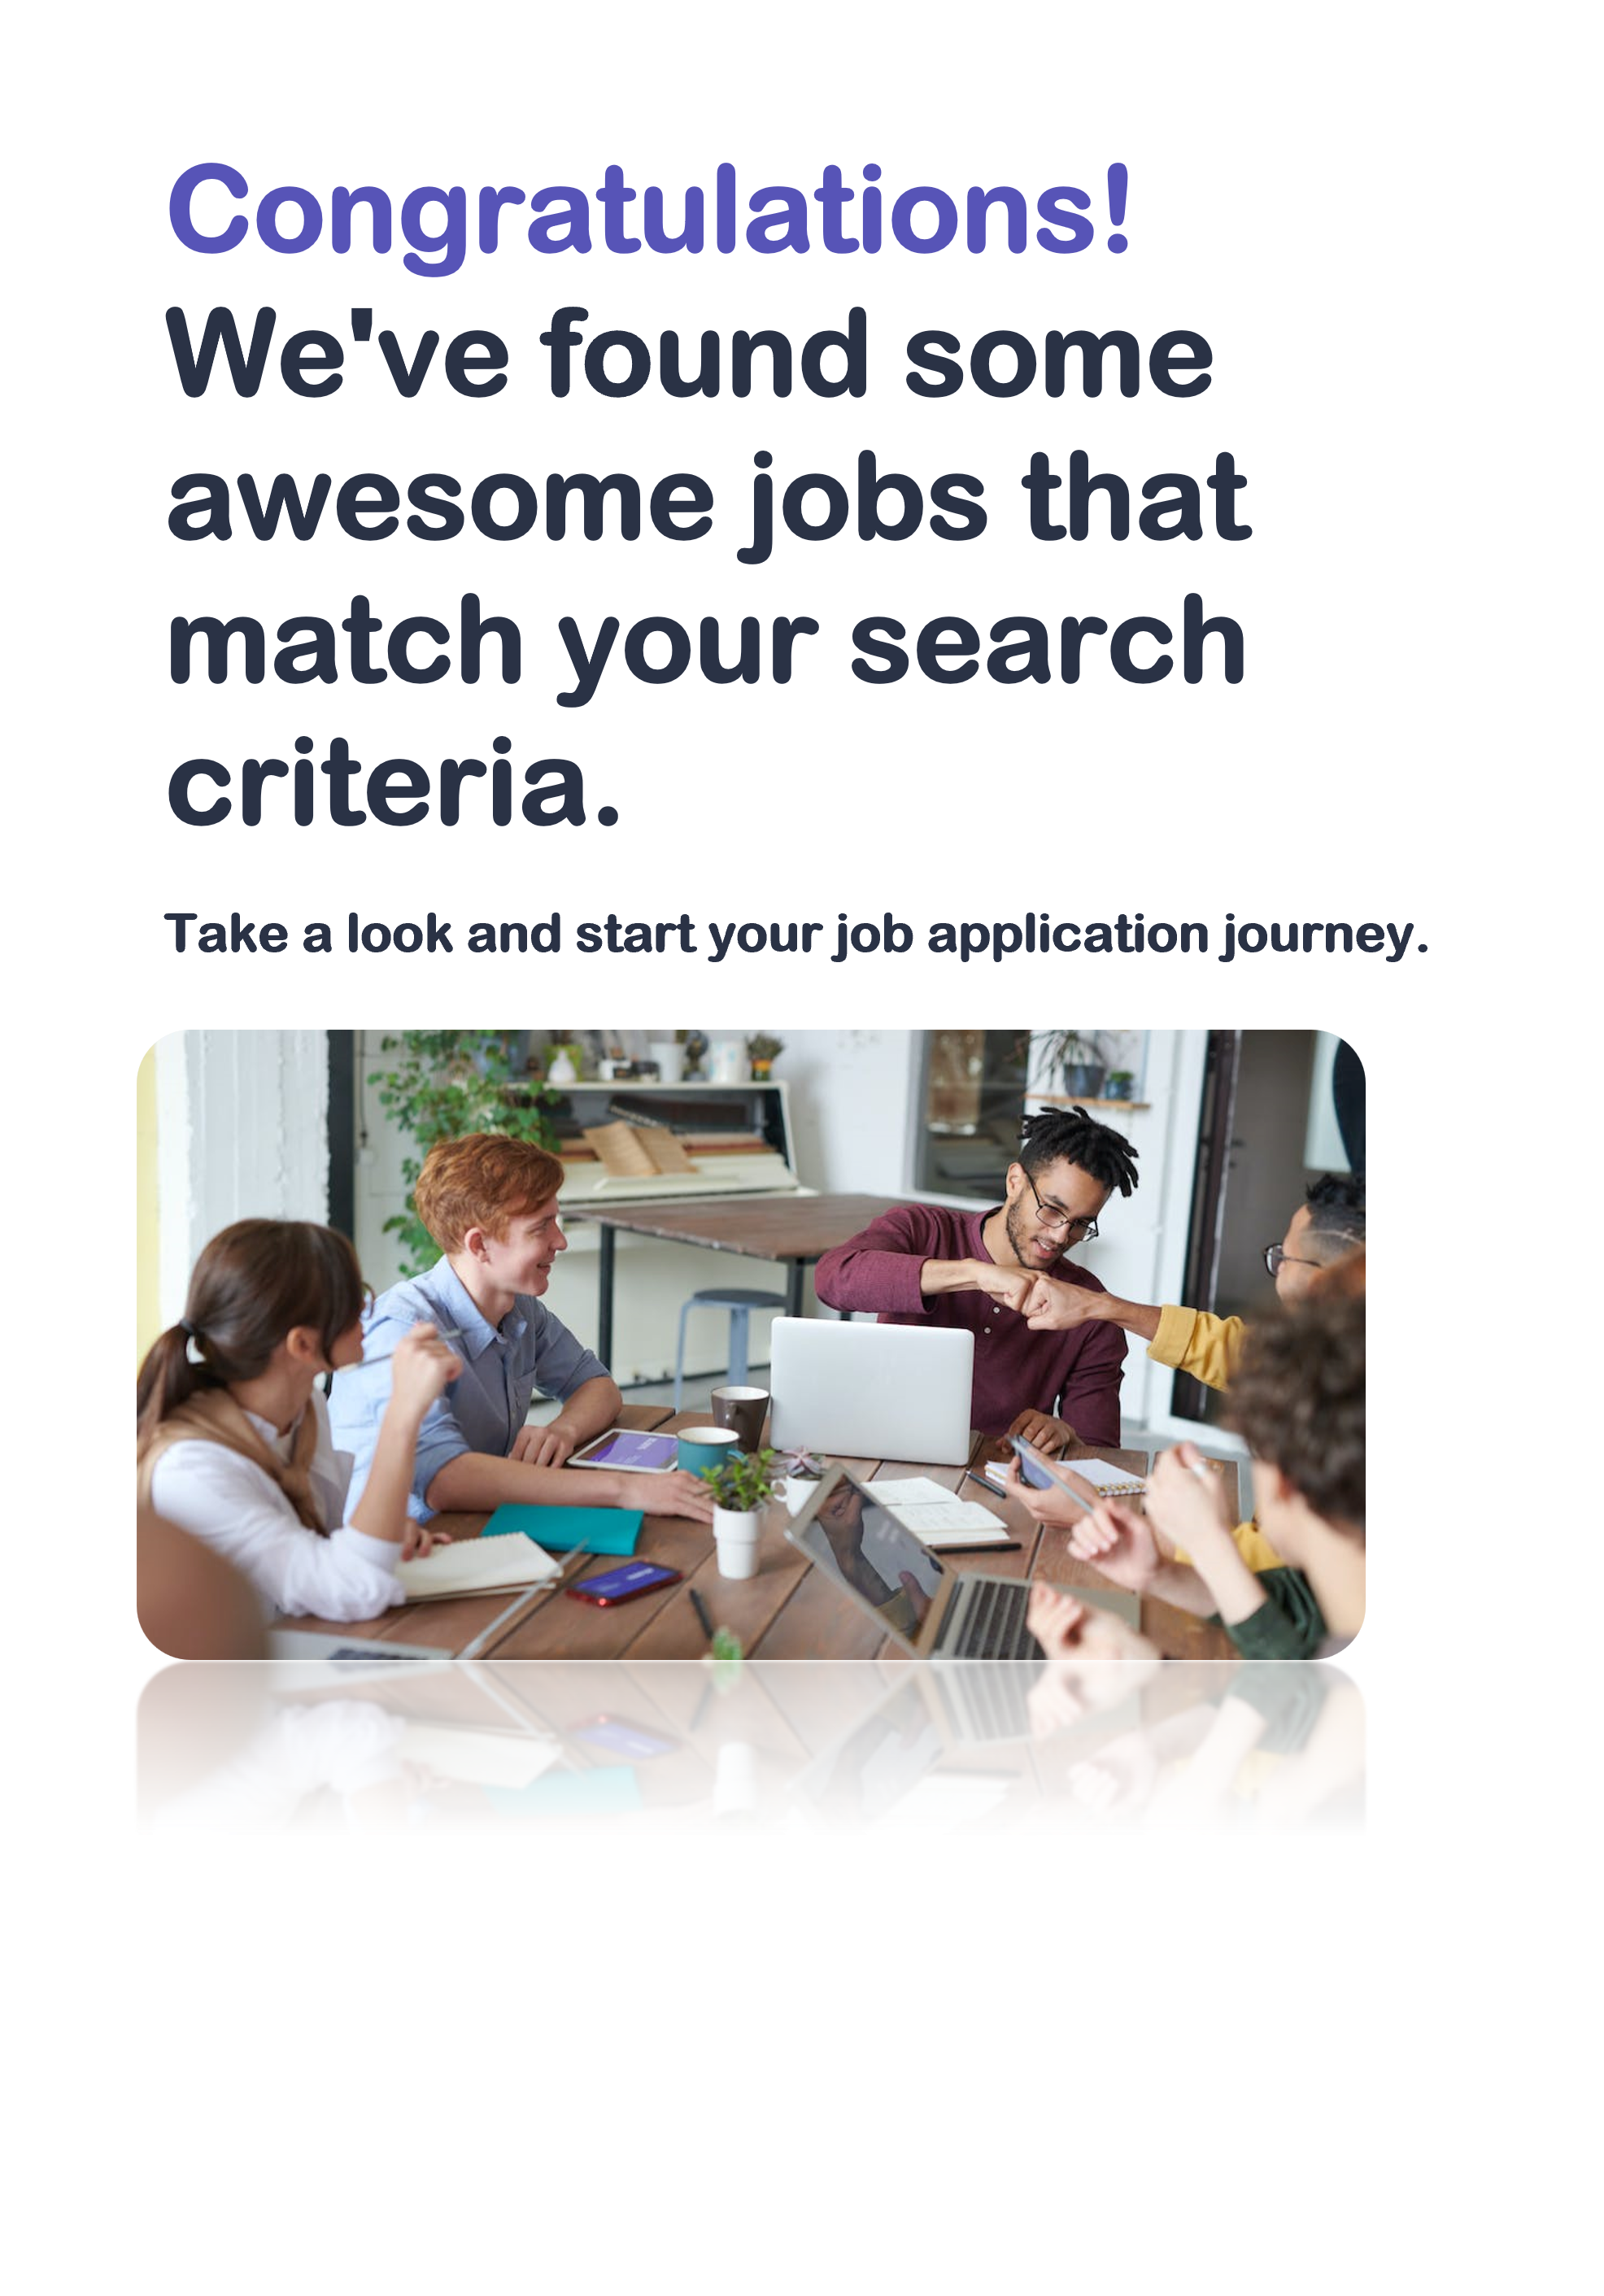 Congratulations!
We've found some
awesome jobs that
match your search
criteria.
Take a look and start your job application journey.